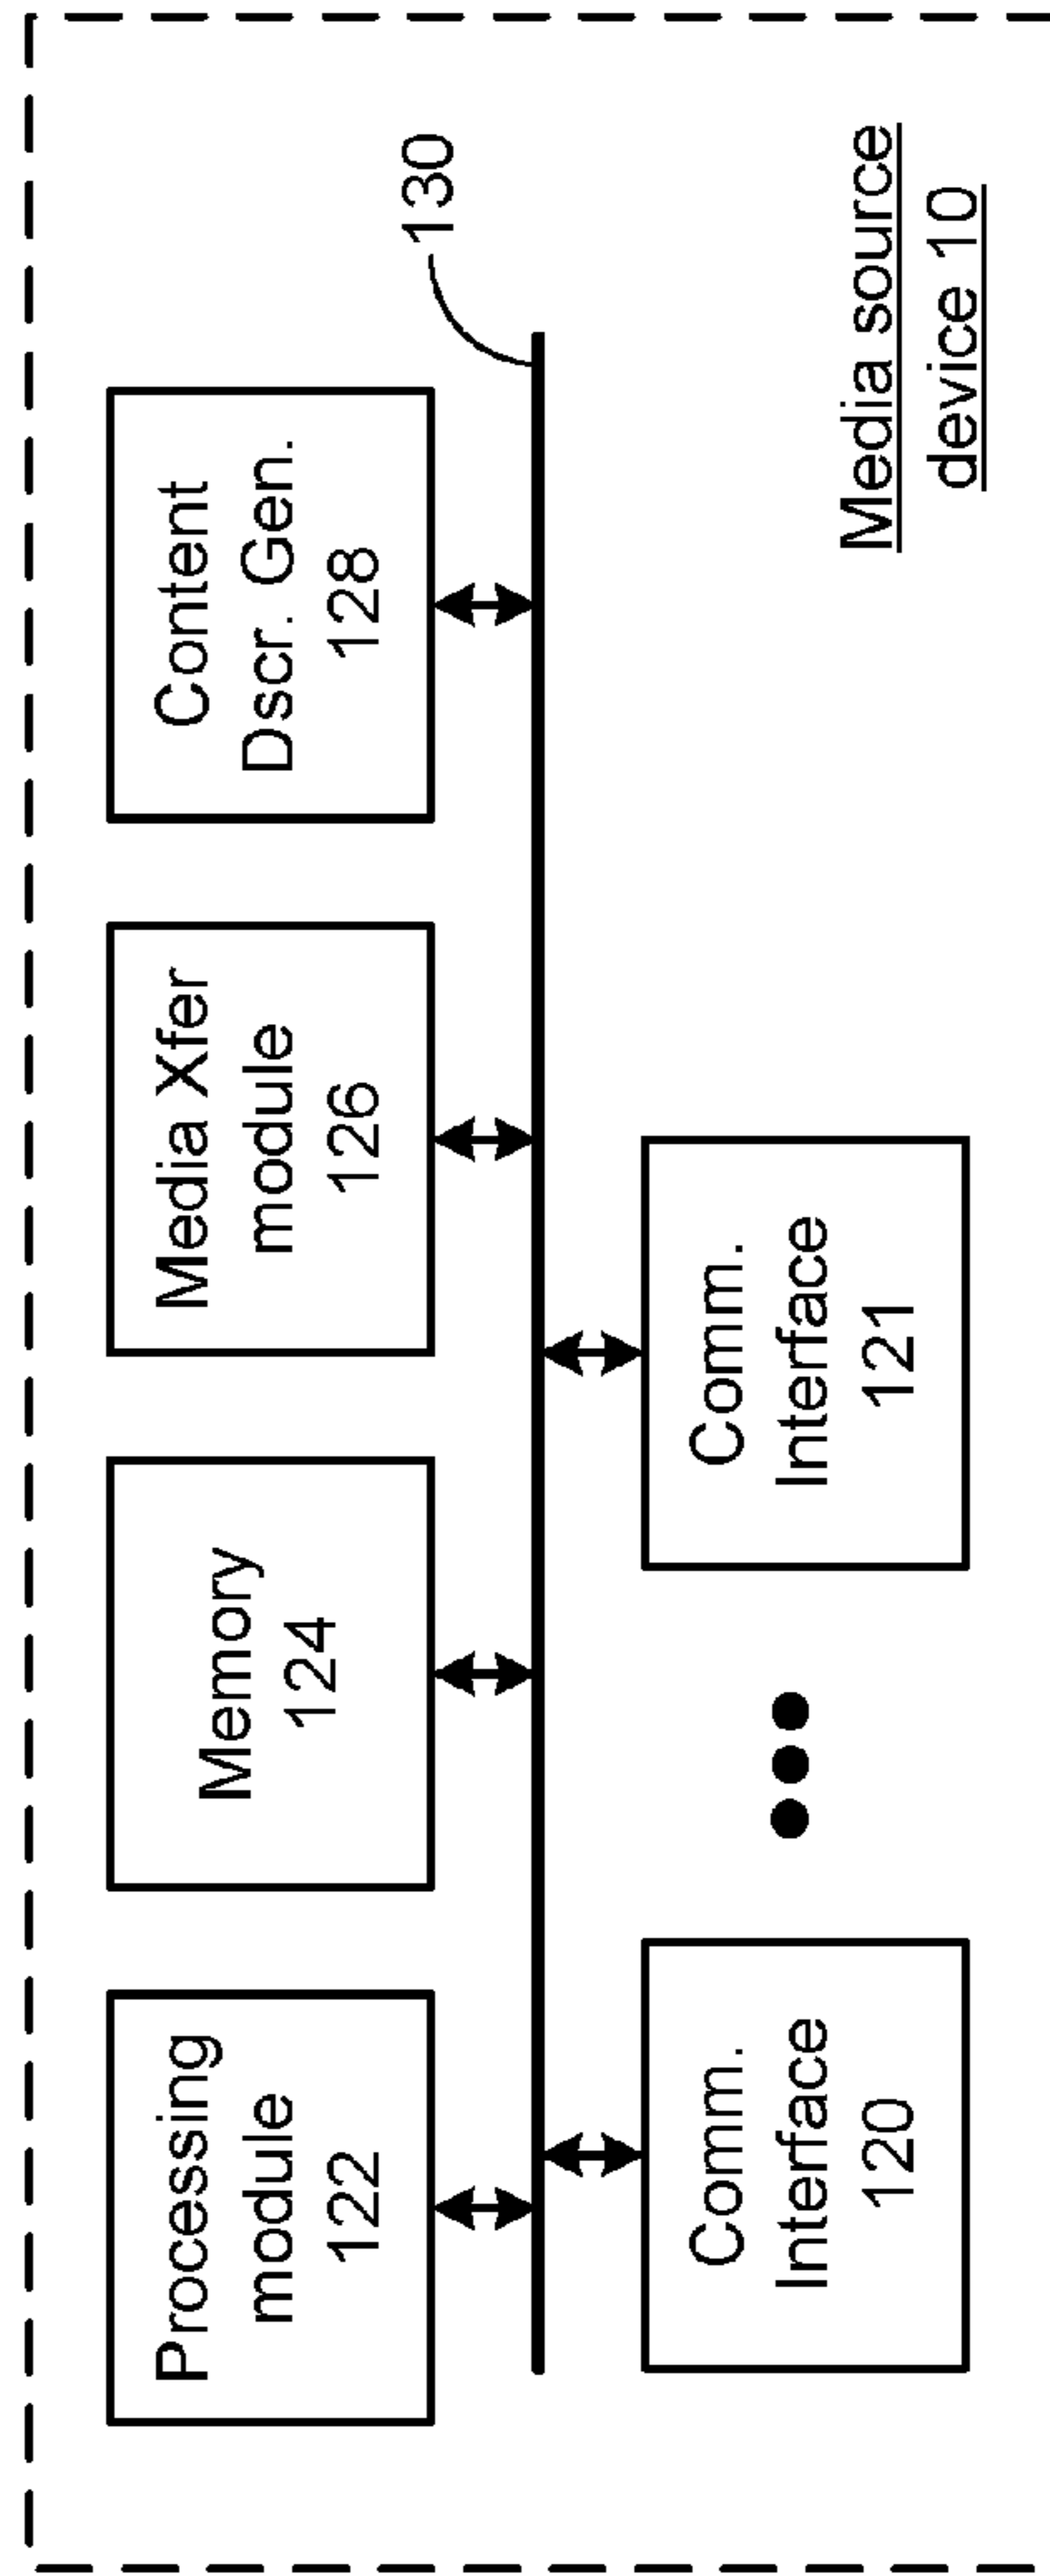 Processing
module
122
Memory
124
Media Xfer
module
126
Content
Dscr. Gen.
128
130
Comm.
Interface
120
Comm.
Interface
121
Media source
device 10